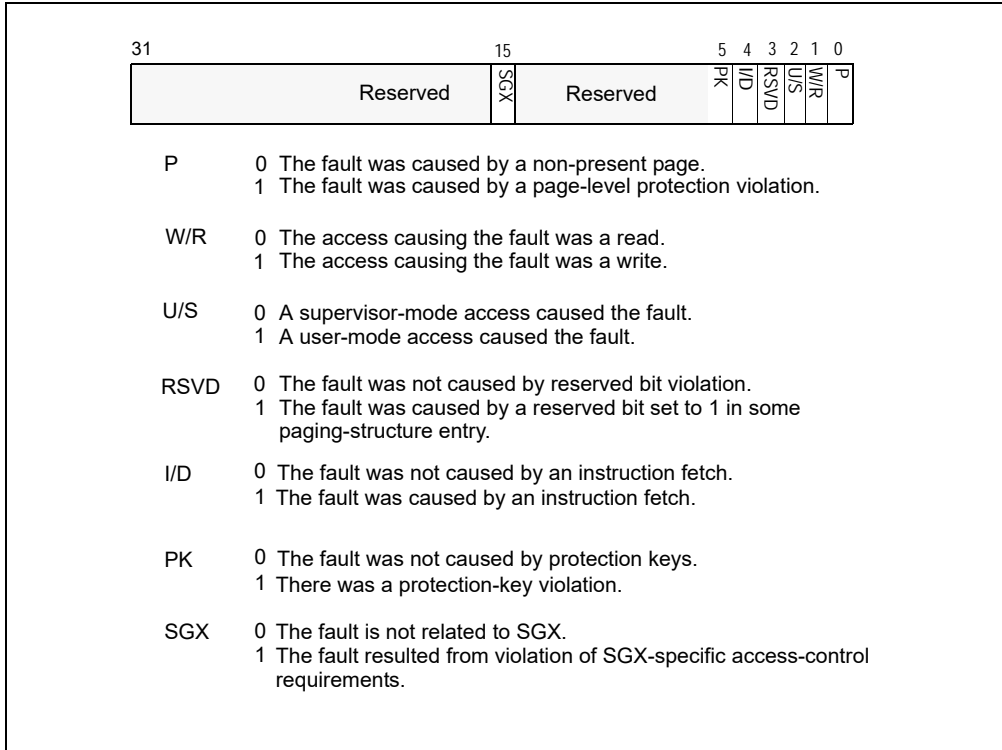 31 15 5 4 3 2 1 0
Reserved SGX Reserved PK I/D RSVD U/S W/R P
P 0 The fault was caused by a non-present page.
1 The fault was caused by a page-level protection violation.
W/R 0 The access causing the fault was a read.
1 The access causing the fault was a write.
U/S 0 A supervisor-mode access caused the fault.
1 A user-mode access caused the fault.
RSVD 0 The fault was not caused by reserved bit violation.
1 The fault was caused by a reserved bit set to 1 in some
paging-structure entry.
I/D 0 The fault was not caused by an instruction fetch.
1 The fault was caused by an instruction fetch.
PK 0 The fault was not caused by protection keys.
1 There was a protection-key violation.
SGX 0 The fault is not related to SGX.
1 The fault resulted from violation of SGX-specific access-control
requirements.